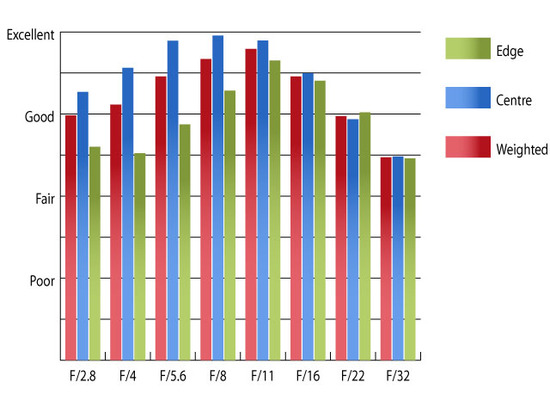 Excellent
Good
Fair
Poor
F/2.8 F/4 F/5.6 F/8 F/11 F/16 F/22 F/32
Edge
Centre
Weighted